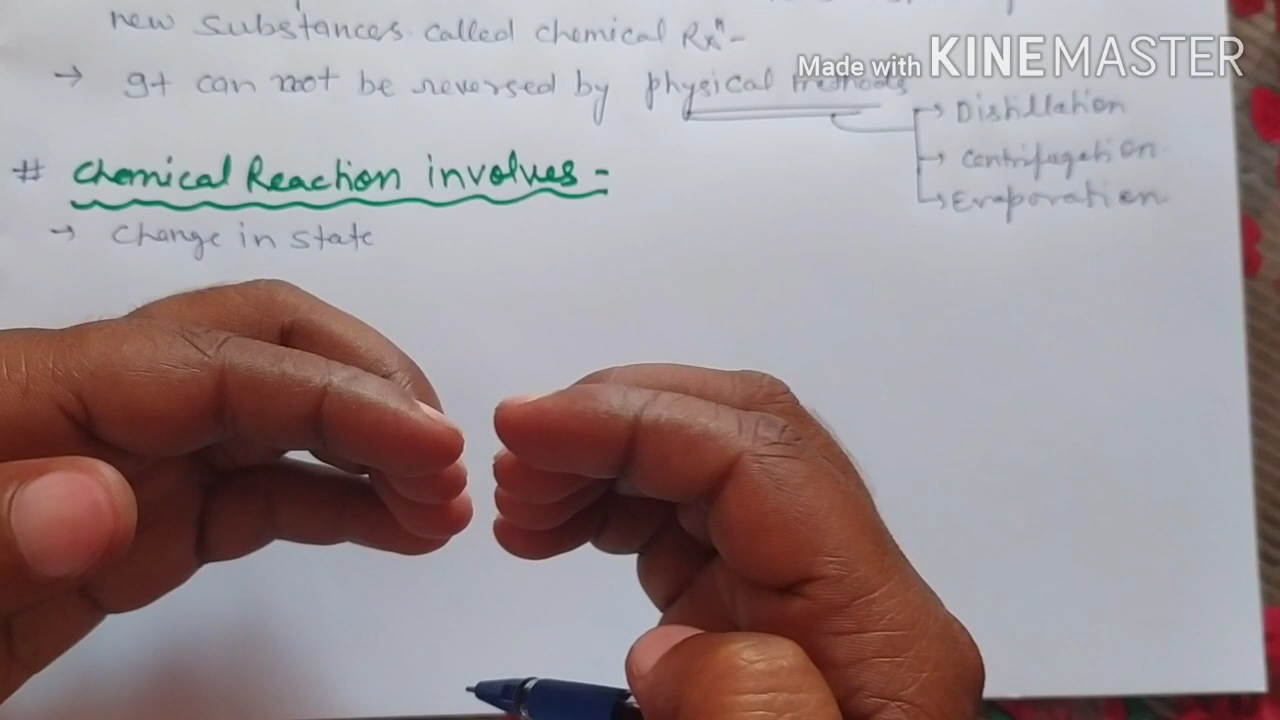 new substances called chemical Rxⁿ-
Made with KINEMASTER
→ It can not be reversed by physical methods
→ Distillation
→ Centrifugation
→ Evaporation
# Chemical Reaction involves -
→ Change in state